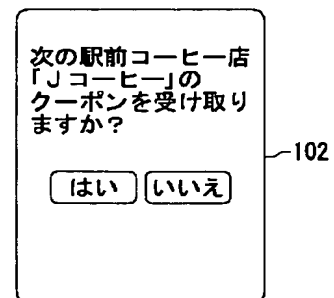 次の駅前コーヒー店
「Jコーヒー」の
クーポンを受け取り
ますか？
はい いいえ
102